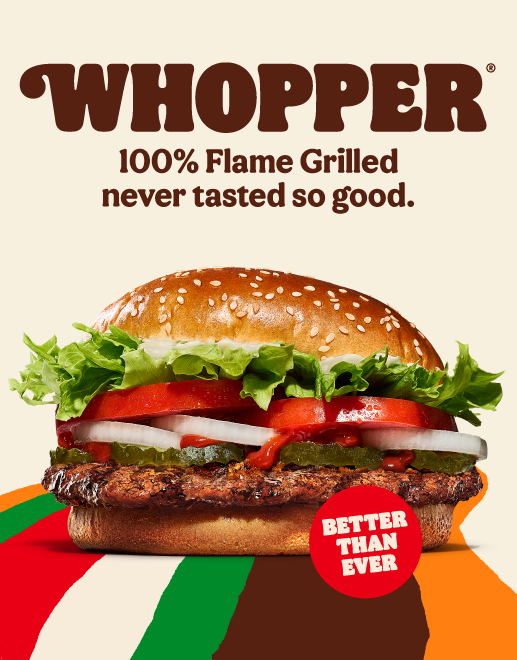 WHOPPER®
100% Flame Grilled
never tasted so good.
BETTER
THAN
EVER